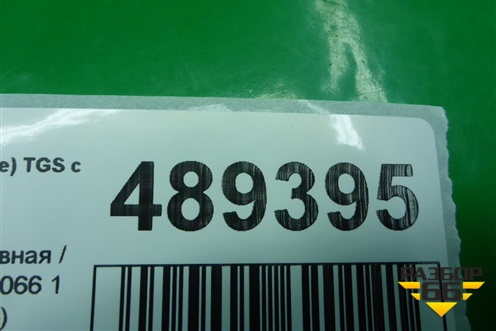 е) TGS с
489395
вная /
066 1
)
РАЗБОР
66